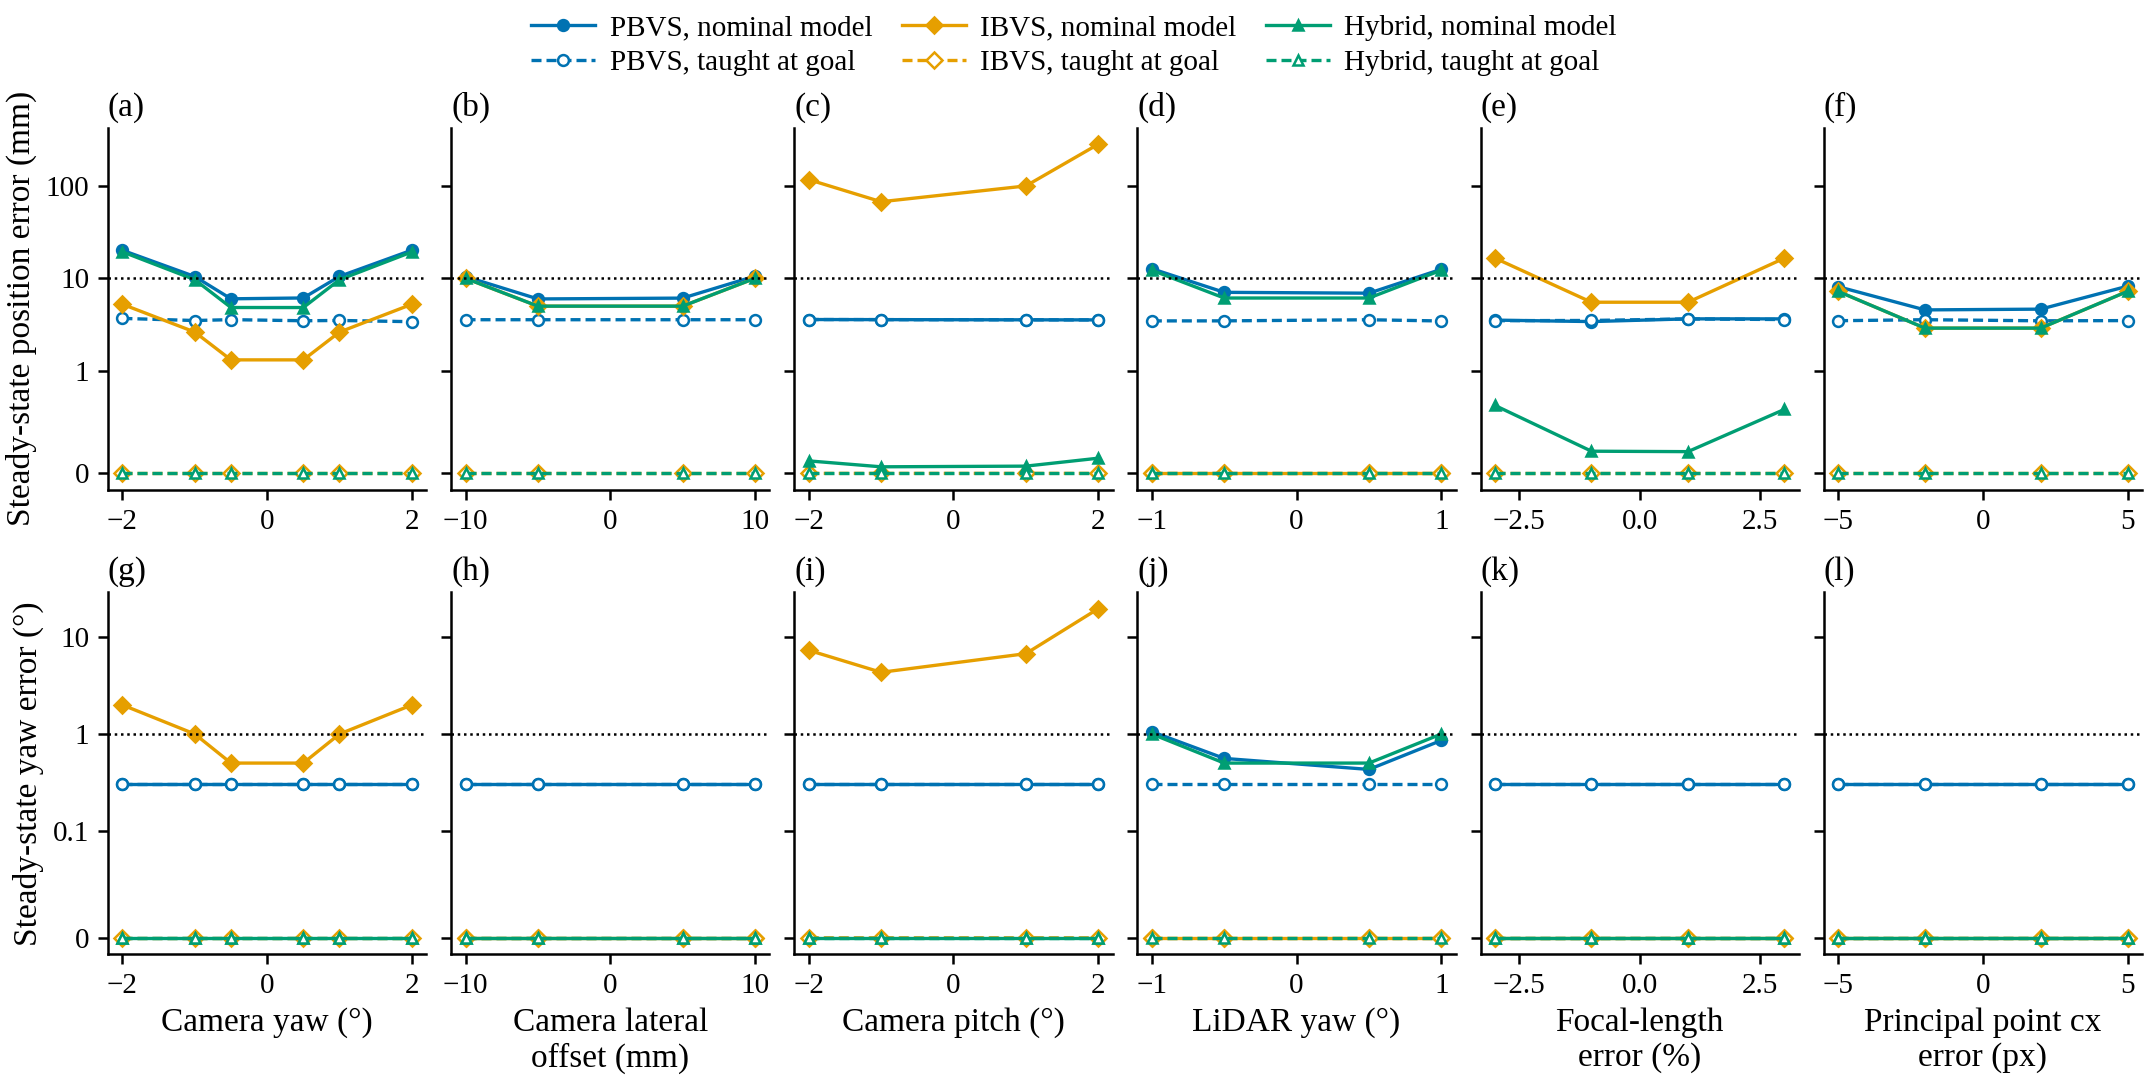 PBVS, nominal model
IBVS, nominal model
Hybrid, nominal model
PBVS, taught at goal
IBVS, taught at goal
Hybrid, taught at goal
(a)
(b)
(c)
(d)
(e)
(f)
Steady-state position error (mm)
100
10
1
0
−2 0 2
−10 0 10
−2 0 2
−1 0 1
−2.5 0.0 2.5
−5 0 5
(g)
(h)
(i)
(j)
(k)
(l)
Steady-state yaw error (°)
10
1
0.1
0
−2 0 2
−10 0 10
−2 0 2
−1 0 1
−2.5 0.0 2.5
−5 0 5
Camera yaw (°)
Camera lateral
offset (mm)
Camera pitch (°)
LiDAR yaw (°)
Focal-length
error (%)
Principal point cx
error (px)